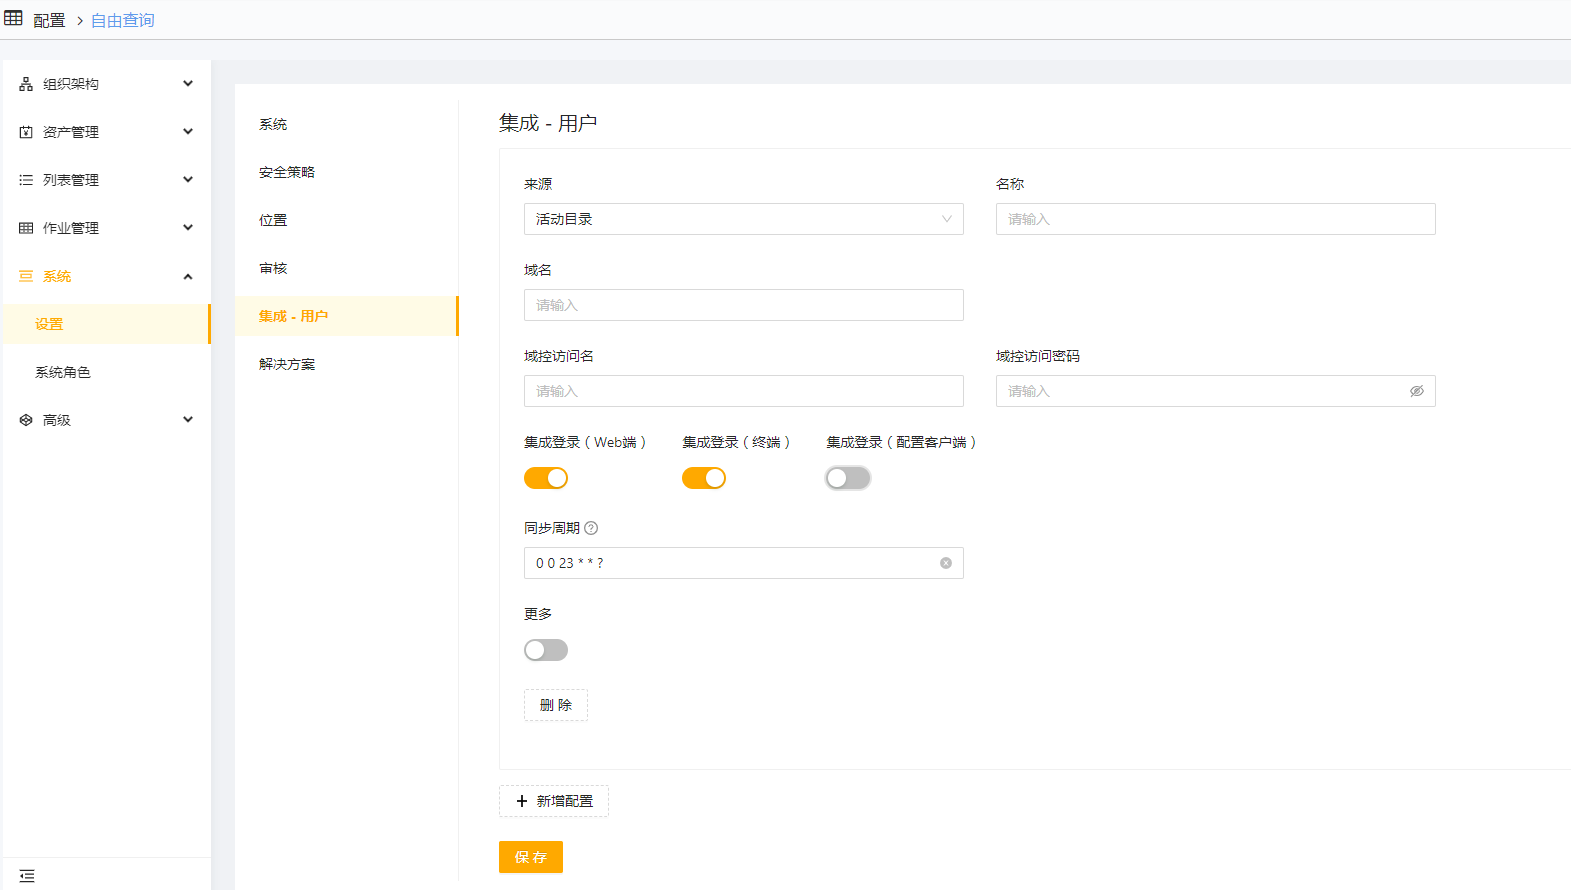 配置 > 自由查询
组织架构
资产管理
列表管理
作业管理
系统
设置
系统角色
高级
系统
安全策略
位置
审核
集成 - 用户
解决方案
集成 - 用户
来源 名称
活动目录 请输入
域名
请输入
域控访问名 域控访问密码
请输入 请输入
集成登录（Web端） 集成登录（终端） 集成登录（配置客户端）
同步周期 ?
0 0 23 * * ?
更多
删 除
+ 新增配置
保 存